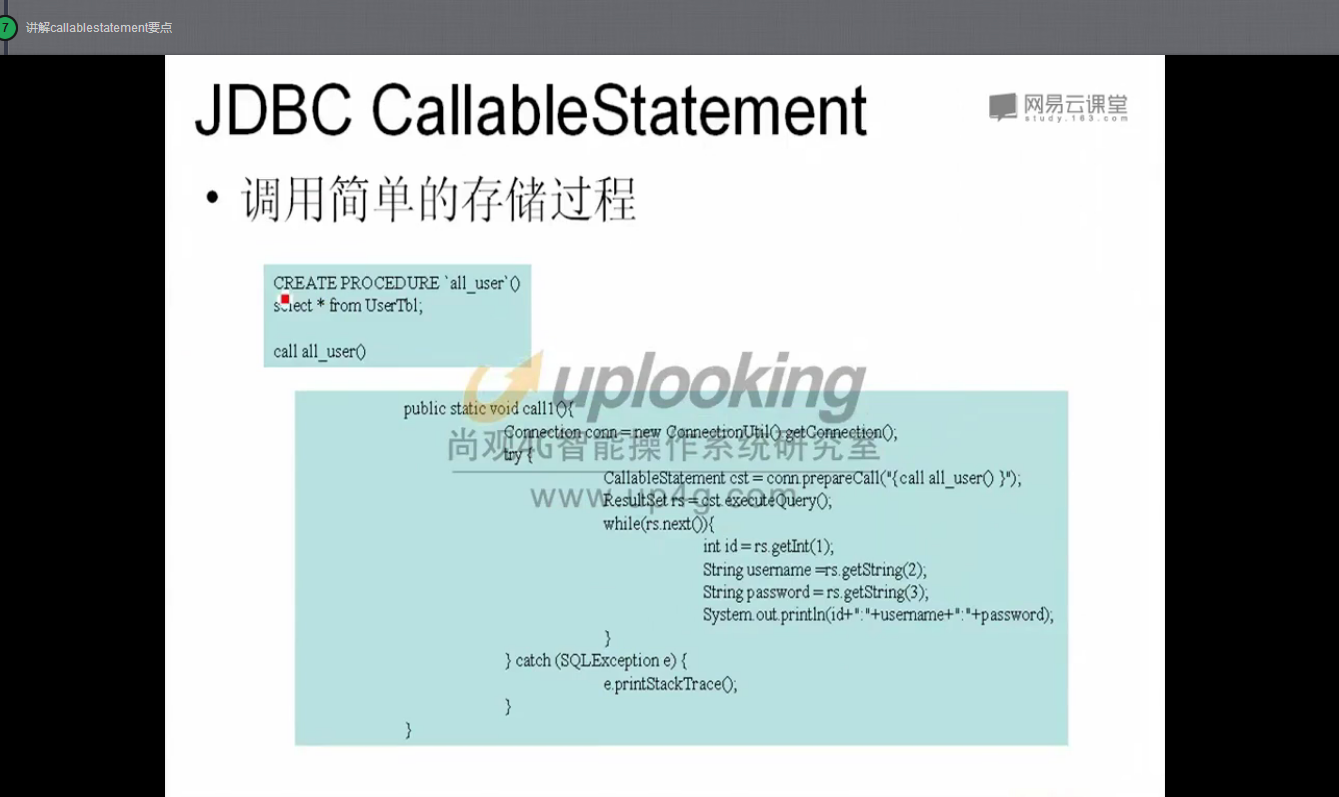 7 讲解callablestatement要点
JDBC CallableStatement
网易云课堂
study.163.com
• 调用简单的存储过程
CREATE PROCEDURE `all_user`()
select * from UserTbl;
call all_user()
uplooking
尚观4G智能操作系统研究室
www.up4g.com
public static void call1(){
Connection conn = new ConnectionUtil().getConnection();
try {
CallableStatement cst = conn.prepareCall("{call all_user() }");
ResultSet rs = cst.executeQuery();
while(rs.next()){
int id = rs.getInt(1);
String username =rs.getString(2);
String password = rs.getString(3);
System.out.println(id+":"+username+":"+password);
}
} catch (SQLException e) {
e.printStackTrace();
}
}